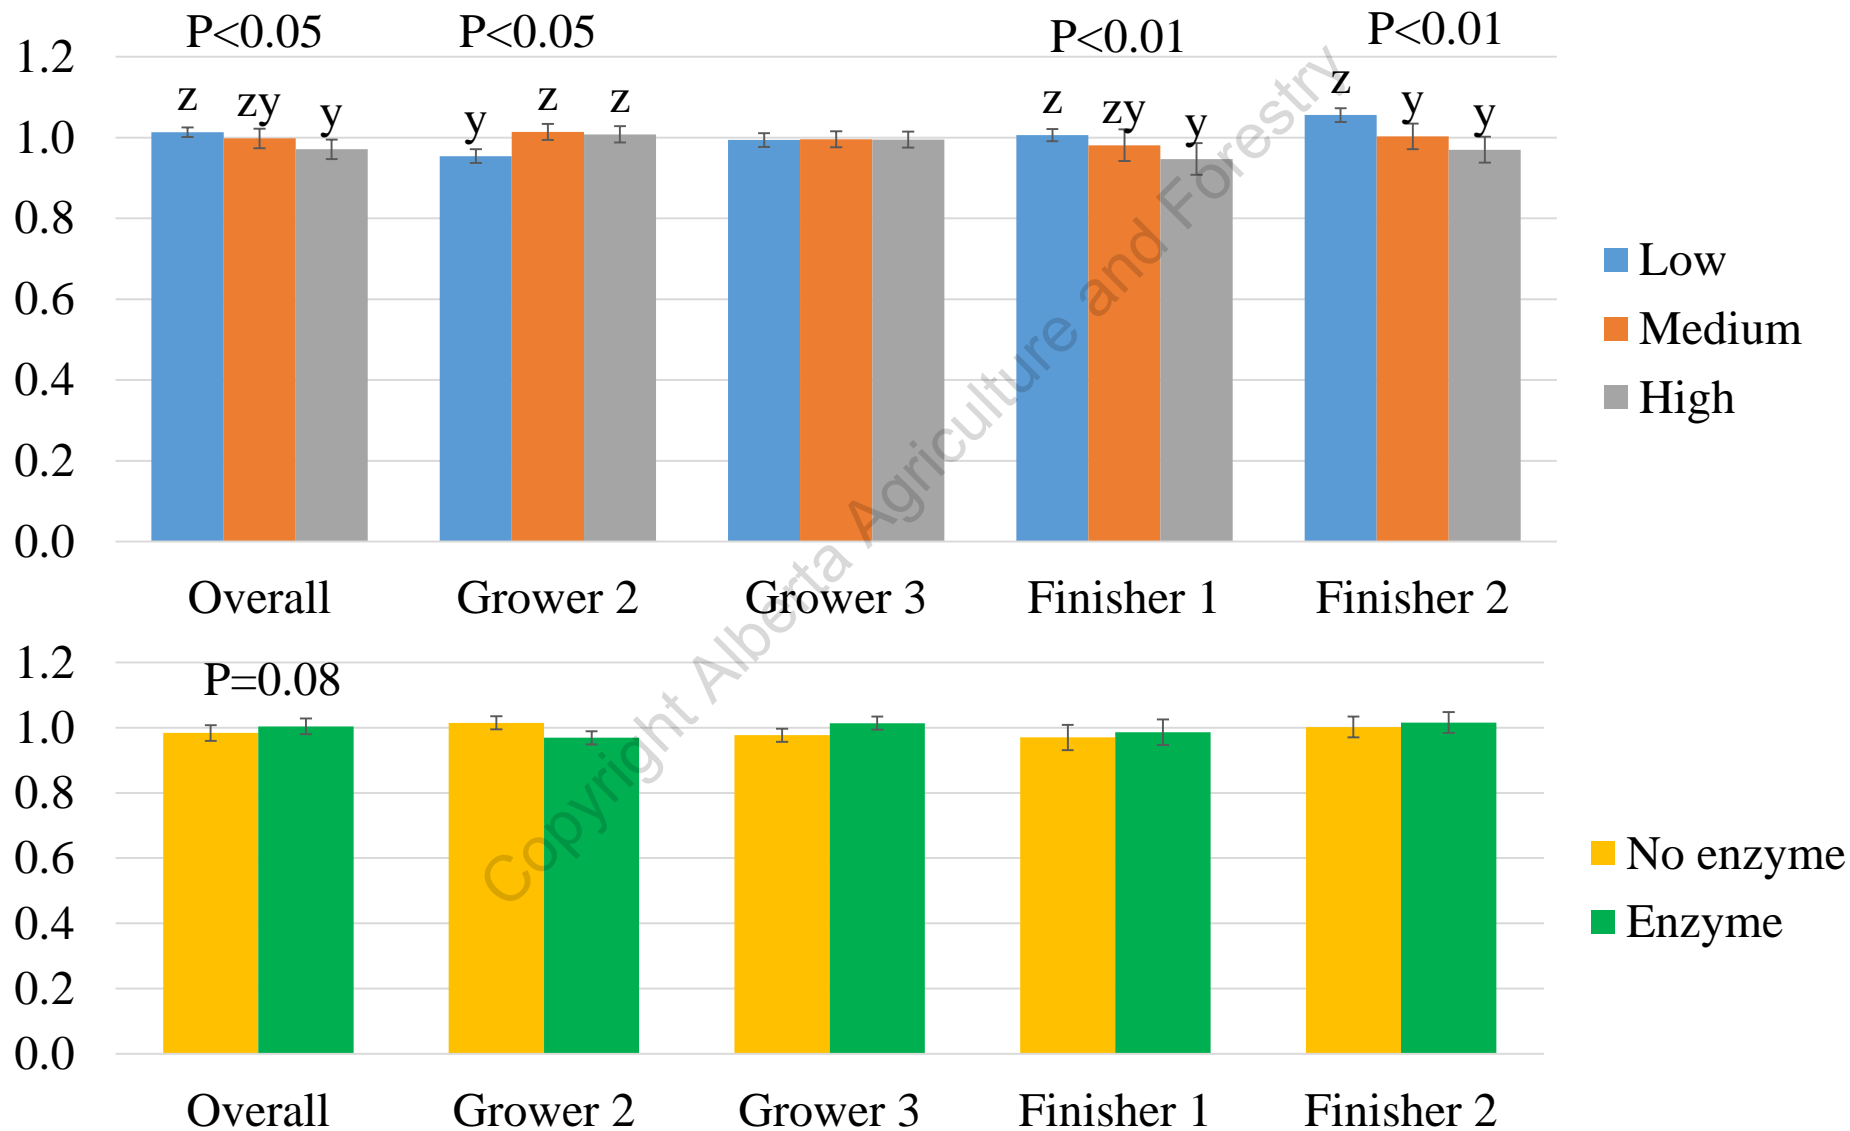 P<0.05 P<0.05 P<0.01 P<0.01
1.2
z zy y y z z z zy y z y y
1.0
0.8
0.6
0.4
0.2
0.0
Overall Grower 2 Grower 3 Finisher 1 Finisher 2
Low
Medium
High
1.2
P=0.08
1.0
0.8
0.6
0.4
0.2
0.0
Overall Grower 2 Grower 3 Finisher 1 Finisher 2
No enzyme
Enzyme
Copyright Alberta Agriculture and Forestry